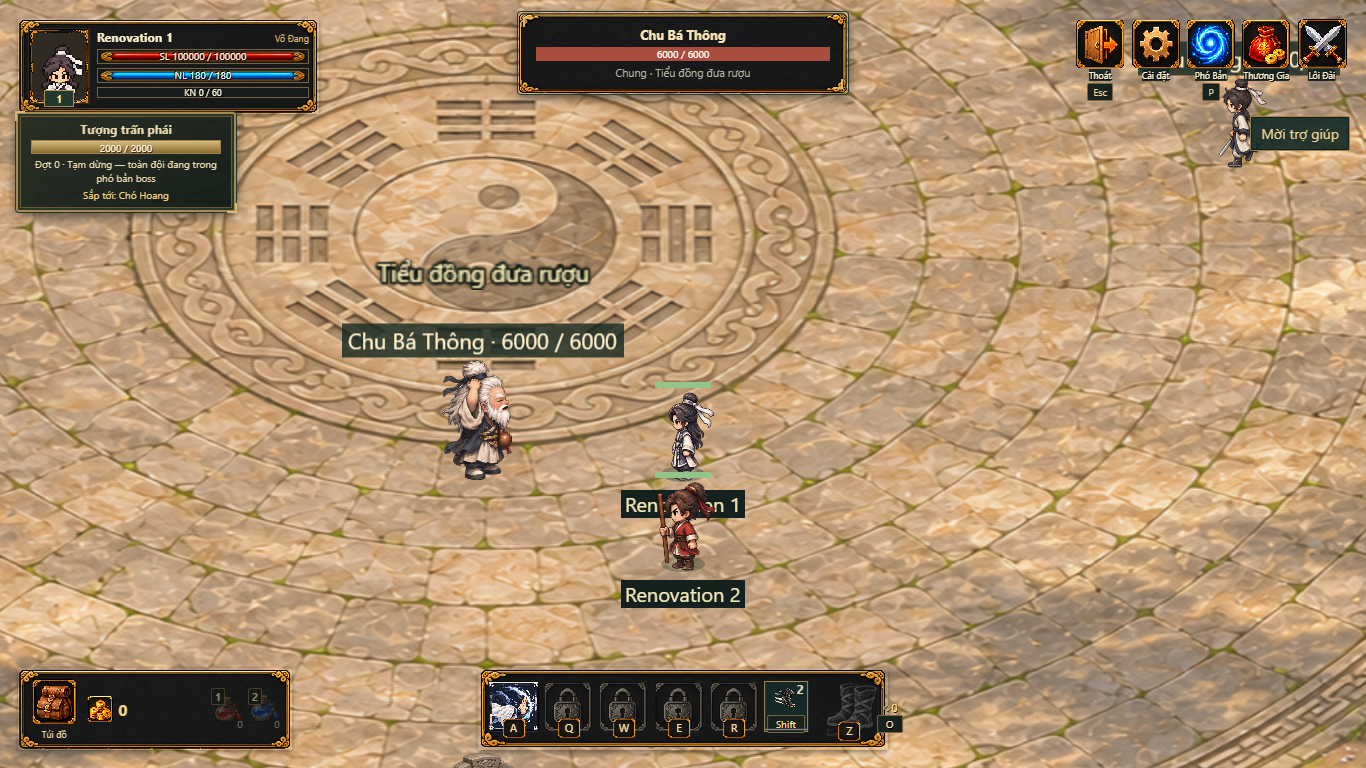 Renovation 1
Võ Đang
SL 100000 / 100000
NL 180 / 180
KN 0 / 60
1
Tượng trấn phái
2000 / 2000
Đợt 0 · Tạm dừng — toàn đội đang trong
phó bản boss
Sắp tới: Chó Hoang
Chu Bá Thông
6000 / 6000
Chung · Tiểu đồng đưa rượu
Thoát
Cài đặt
Phó Bản
Thương Gia
Lôi Đài
Esc
P
Mời trợ giúp
Tiểu đồng đưa rượu
Chu Bá Thông · 6000 / 6000
Renovation 1
Renovation 2
Túi đồ
0
1
0
2
0
A
Q
W
E
R
2
Shift
Z
O